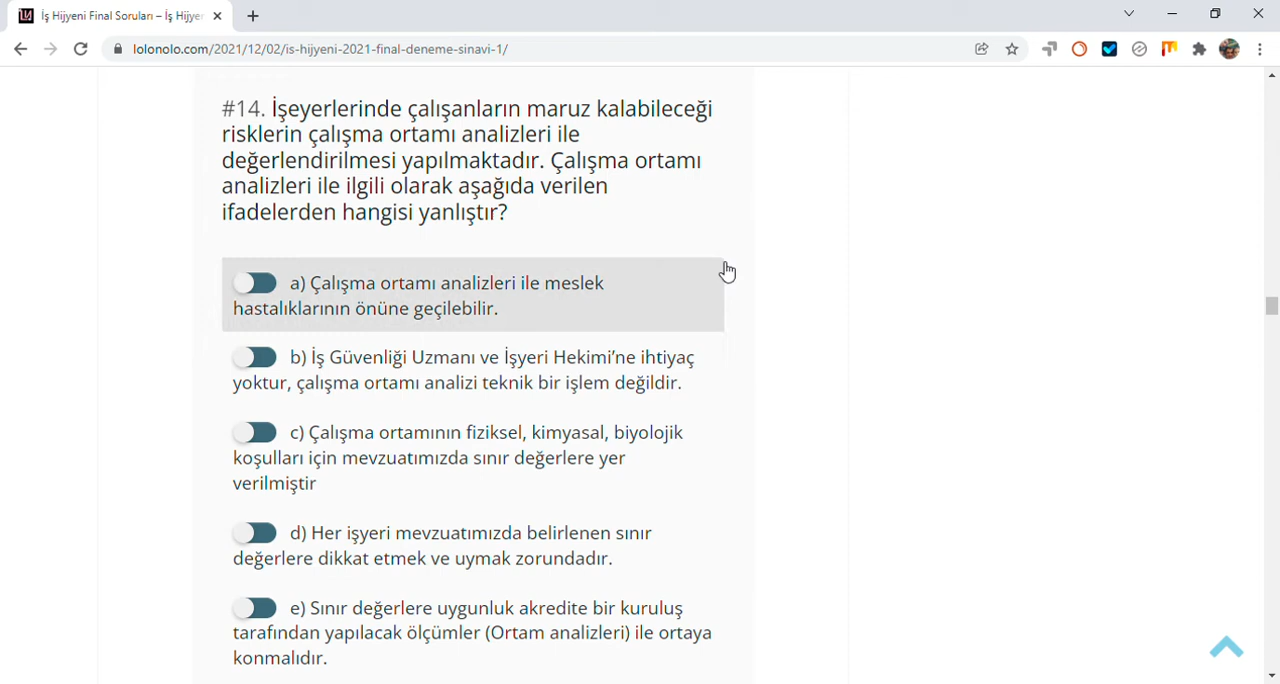 İş Hijyeni Final Soruları – İş Hijye
lolonolo.com/2021/12/02/is-hijyeni-2021-final-deneme-sinavi-1/
#14. İşeyerlerinde çalışanların maruz kalabileceği
risklerin çalışma ortamı analizleri ile
değerlendirilmesi yapılmaktadır. Çalışma ortamı
analizleri ile ilgili olarak aşağıda verilen
ifadelerden hangisi yanlıştır?
a) Çalışma ortamı analizleri ile meslek
hastalıklarının önüne geçilebilir.
b) İş Güvenliği Uzmanı ve İşyeri Hekimi’ne ihtiyaç
yoktur, çalışma ortamı analizi teknik bir işlem değildir.
c) Çalışma ortamının fiziksel, kimyasal, biyolojik
koşulları için mevzuatımızda sınır değerlere yer
verilmiştir
d) Her işyeri mevzuatımızda belirlenen sınır
değerlere dikkat etmek ve uymak zorundadır.
e) Sınır değerlere uygunluk akredite bir kuruluş
tarafından yapılacak ölçümler (Ortam analizleri) ile ortaya
konmalıdır.